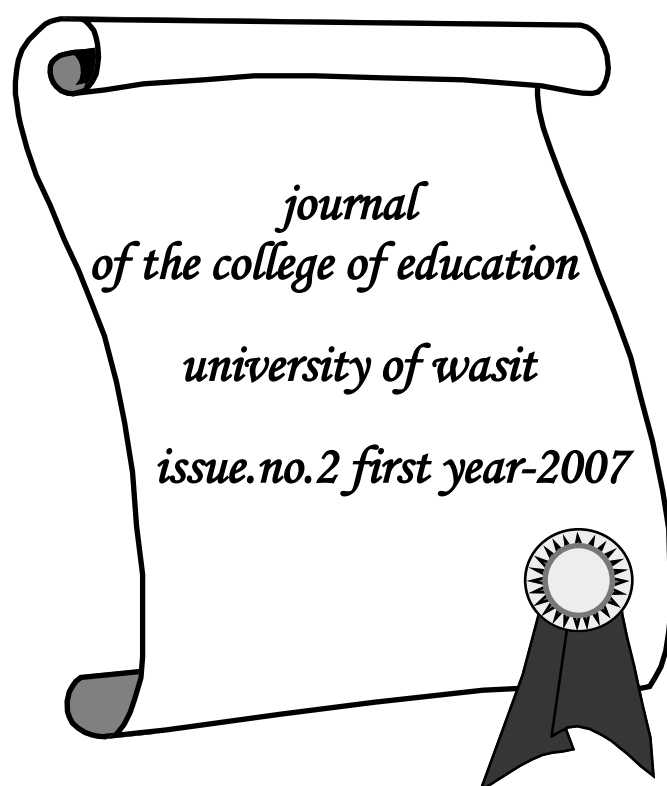 journal
of the college of education
university of wasit
issue.no.2 first year-2007